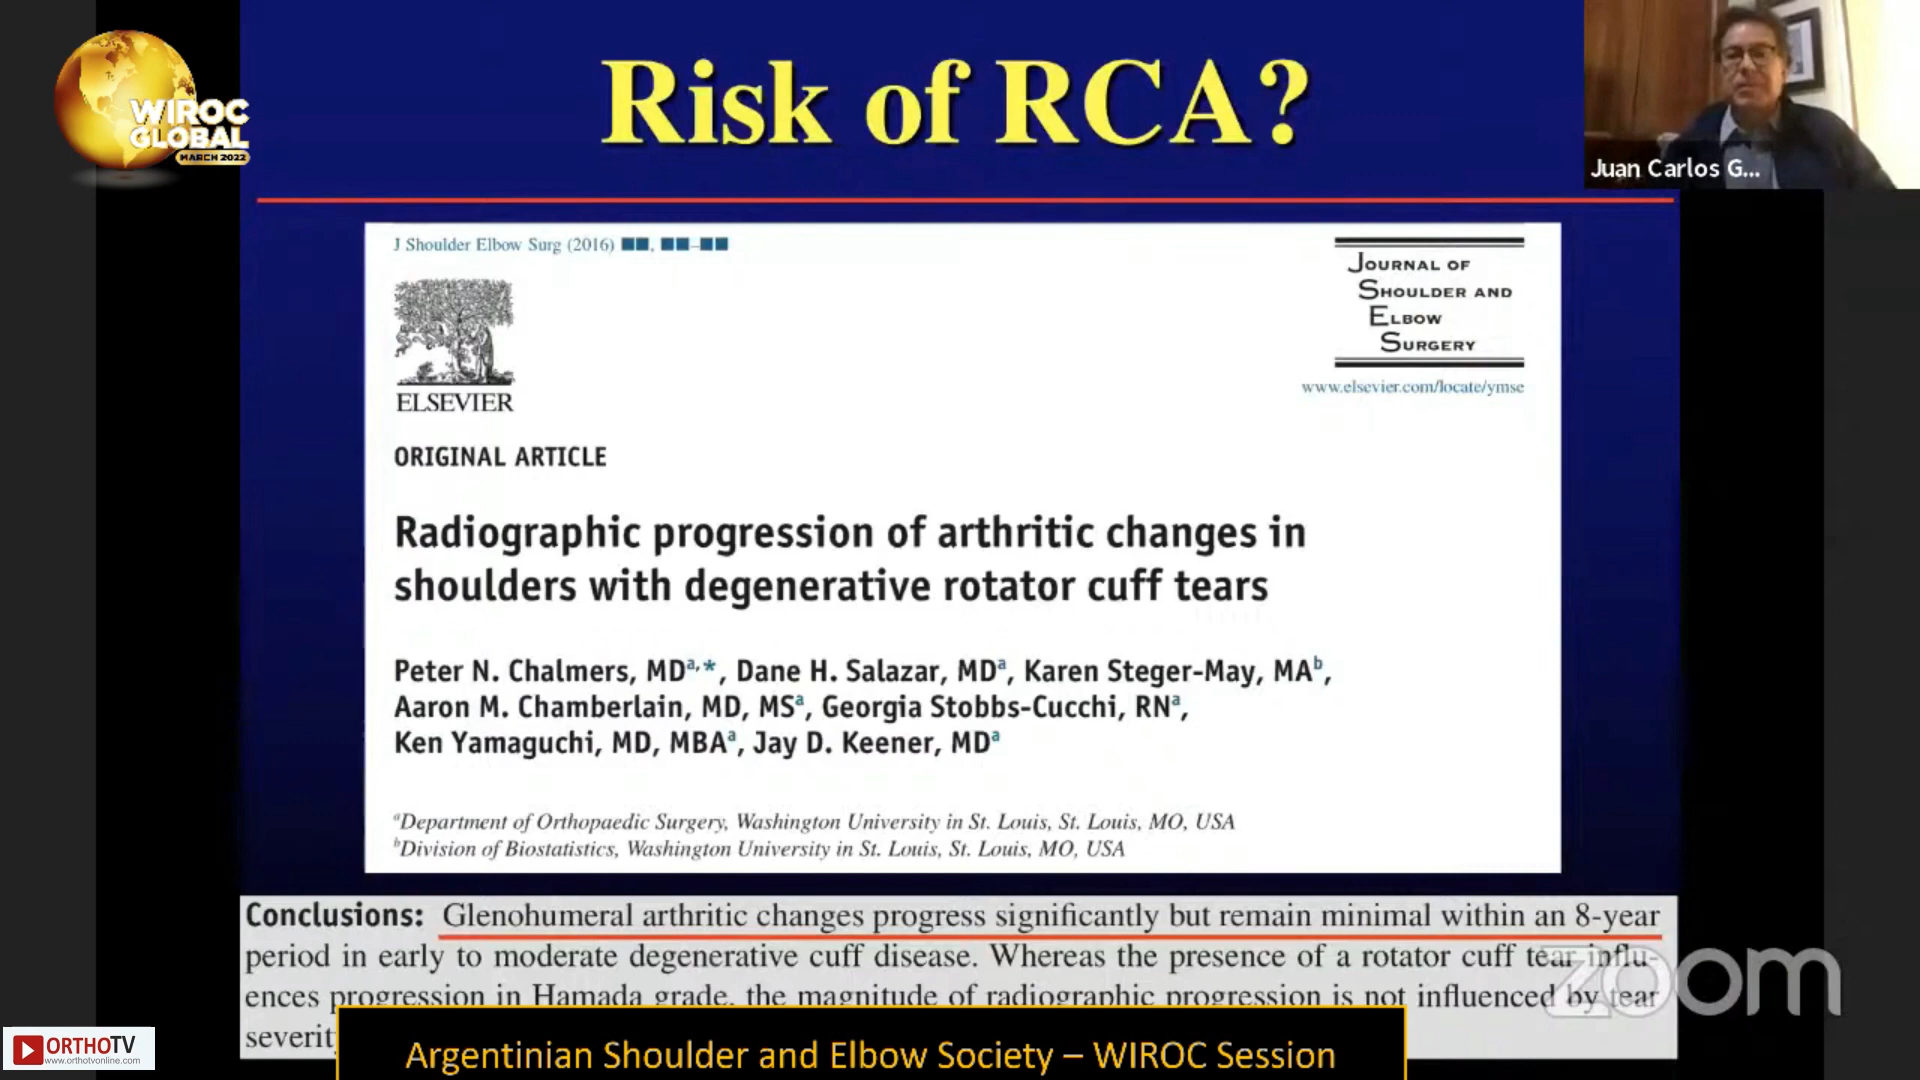 Risk of RCA?
WIROC
GLOBAL
MARCH 2022
Juan Carlos G...
J Shoulder Elbow Surg (2016) ■■, ■■–■■
JOURNAL OF
SHOULDER AND
ELBOW
SURGERY
www.elsevier.com/locate/ymse
ELSEVIER
ORIGINAL ARTICLE
Radiographic progression of arthritic changes in
shoulders with degenerative rotator cuff tears
Peter N. Chalmers, MDa,*, Dane H. Salazar, MDa, Karen Steger-May, MAb,
Aaron M. Chamberlain, MD, MSa, Georgia Stobbs-Cucchi, RNa,
Ken Yamaguchi, MD, MBAa, Jay D. Keener, MDa
aDepartment of Orthopaedic Surgery, Washington University in St. Louis, St. Louis, MO, USA
bDivision of Biostatistics, Washington University in St. Louis, St. Louis, MO, USA
Conclusions: Glenohumeral arthritic changes progress significantly but remain minimal within an 8-year
period in early to moderate degenerative cuff disease. Whereas the presence of a rotator cuff tear influ-
ences progression in Hamada grade, the magnitude of radiographic progression is not influenced by tear
severit
zoom
ORTHOTV
www.orthotvonline.com
Argentinian Shoulder and Elbow Society – WIROC Session